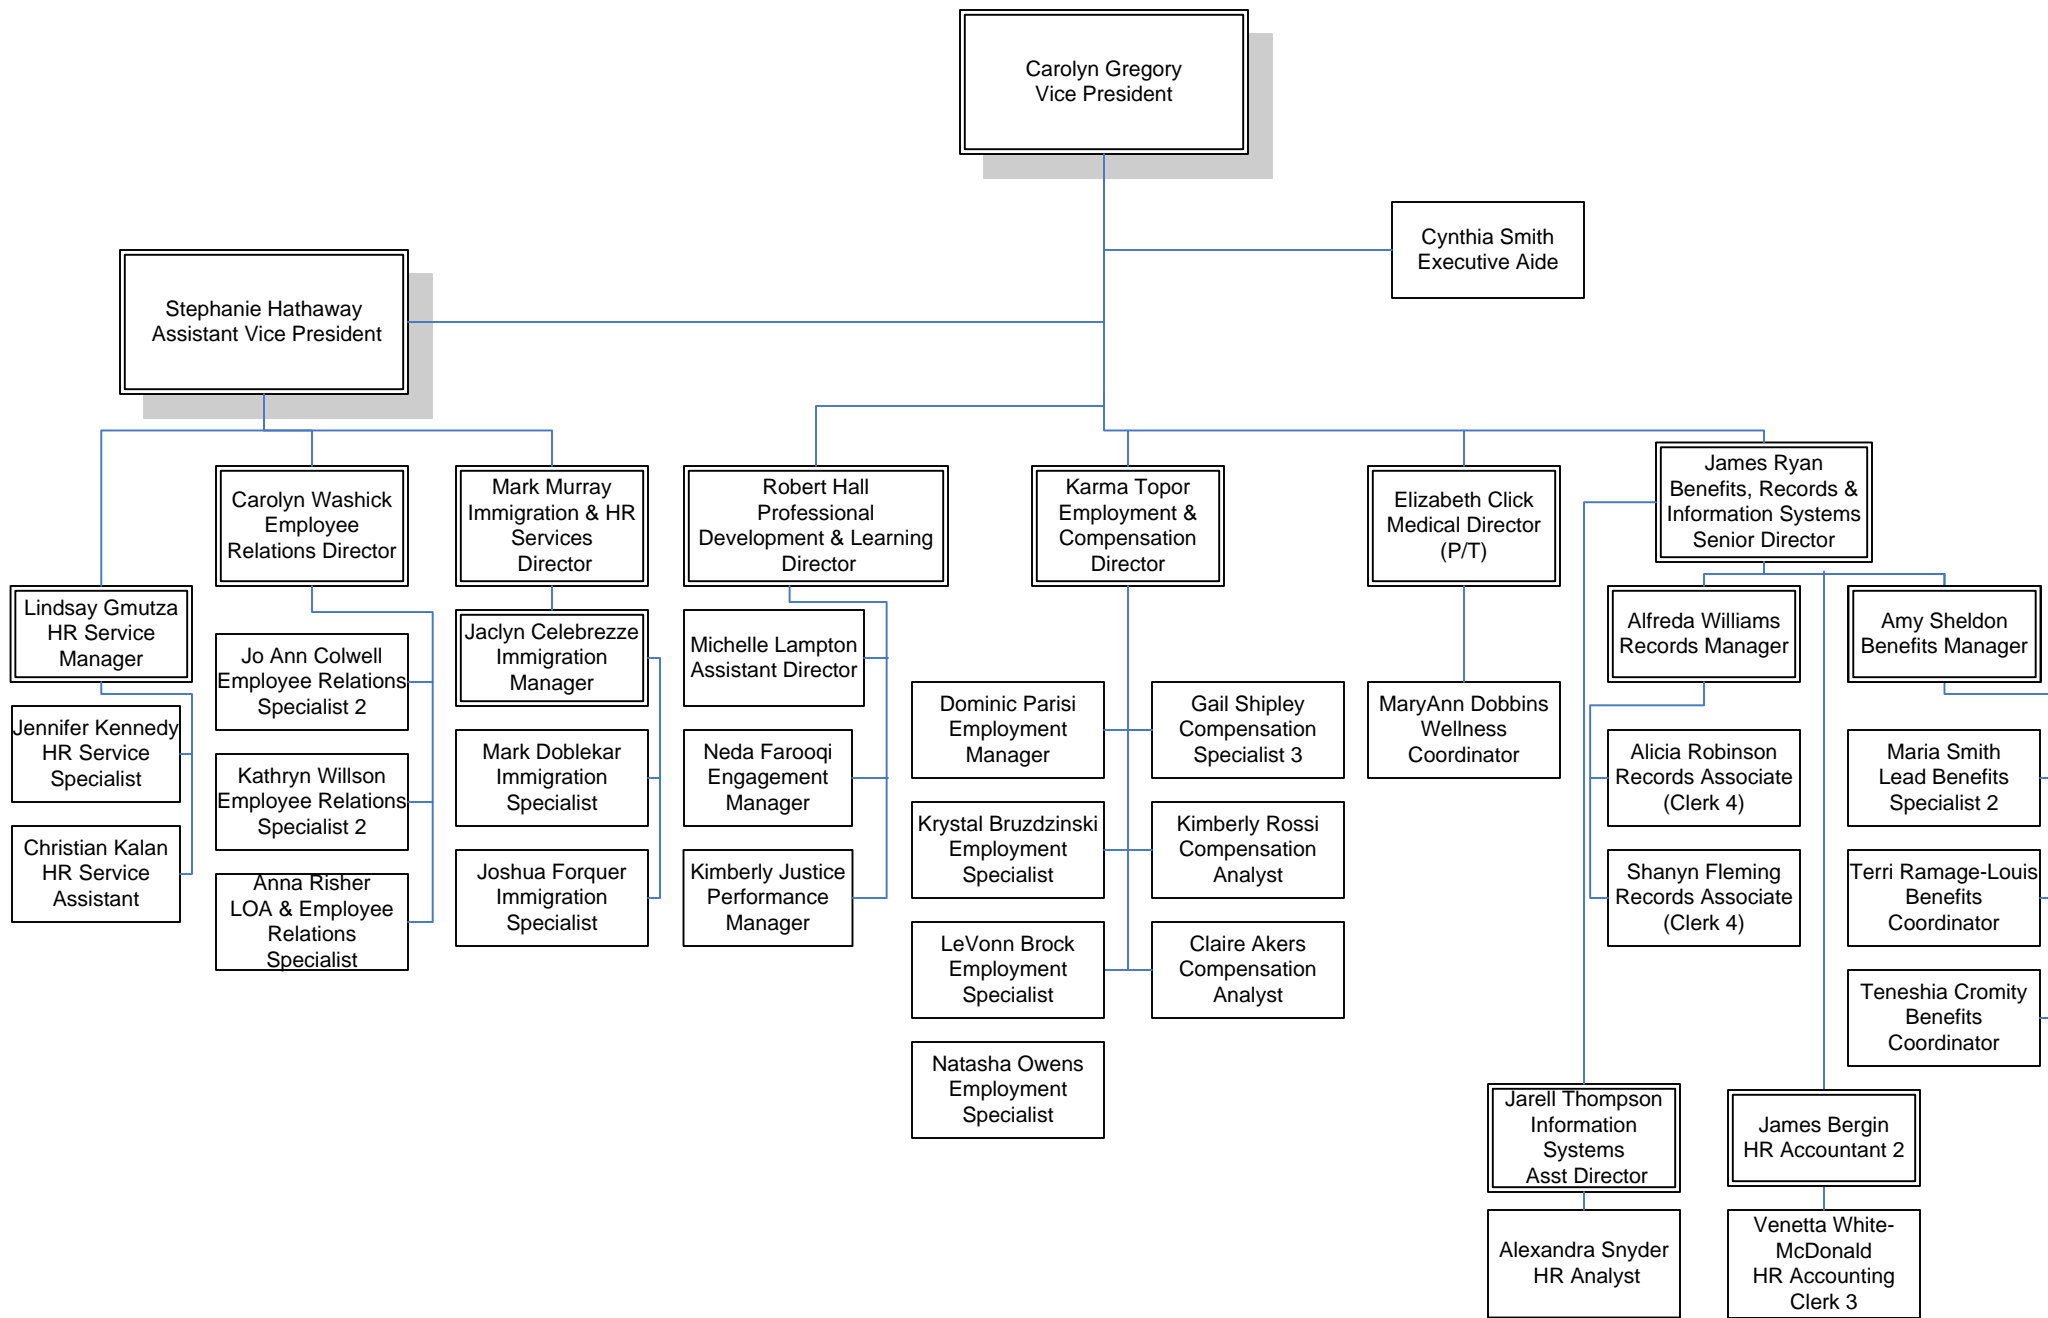 Carolyn Gregory
Vice President
Cynthia Smith
Executive Aide
Stephanie Hathaway
Assistant Vice President
Lindsay Gmutza
HR Service
Manager
Jennifer Kennedy
HR Service
Specialist
Christian Kalan
HR Service
Assistant
Carolyn Washick
Employee
Relations Director
Jo Ann Colwell
Employee Relations
Specialist 2
Kathryn Willson
Employee Relations
Specialist 2
Anna Risher
LOA & Employee
Relations
Specialist
Mark Murray
Immigration & HR
Services
Director
Jaclyn Celebrezze
Immigration
Manager
Mark Doblekar
Immigration
Specialist
Joshua Forquer
Immigration
Specialist
Robert Hall
Professional
Development & Learning
Director
Michelle Lampton
Assistant Director
Neda Farooqi
Engagement
Manager
Kimberly Justice
Performance
Manager
Karma Topor
Employment &
Compensation
Director
Dominic Parisi
Employment
Manager
Krystal Bruzdzinski
Employment
Specialist
LeVonn Brock
Employment
Specialist
Natasha Owens
Employment
Specialist
Gail Shipley
Compensation
Specialist 3
Kimberly Rossi
Compensation
Analyst
Claire Akers
Compensation
Analyst
Elizabeth Click
Medical Director
(P/T)
MaryAnn Dobbins
Wellness
Coordinator
James Ryan
Benefits, Records &
Information Systems
Senior Director
Alfreda Williams
Records Manager
Alicia Robinson
Records Associate
(Clerk 4)
Shanyn Fleming
Records Associate
(Clerk 4)
Amy Sheldon
Benefits Manager
Maria Smith
Lead Benefits
Specialist 2
Terri Ramage-Louis
Benefits
Coordinator
Teneshia Cromity
Benefits
Coordinator
Jarell Thompson
Information
Systems
Asst Director
Alexandra Snyder
HR Analyst
James Bergin
HR Accountant 2
Venetta White-
McDonald
HR Accounting
Clerk 3